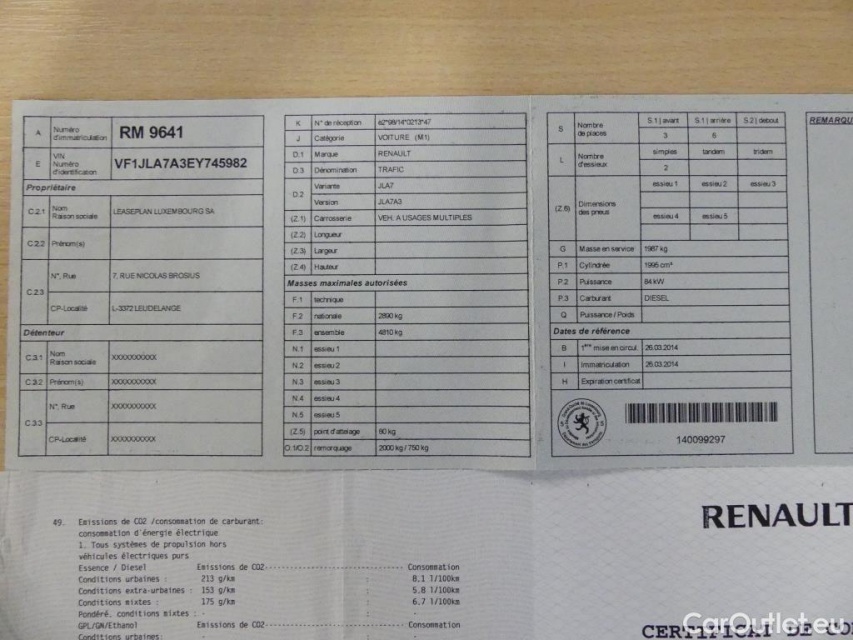 A Numéro d'immatriculation RM 9641
E VIN Numéro d'identification VF1JLA7A3EY745982
Propriétaire
C.2.1 Nom Raison sociale LEASEPLAN LUXEMBOURG SA
C.2.2 Prénom(s)
C.2.3 N°, Rue 7, RUE NICOLAS BROSIUS
CP-Localité L-3372 LEUDELANGE
Détenteur
C.3.1 Nom Raison sociale XXXXXXXXXX
C.3.2 Prénom(s) XXXXXXXXXX
C.3.3 N°, Rue XXXXXXXXXX
CP-Localité XXXXXXXXXX
K N° de réception
J Catégorie VOITURE (M1)
D.1 Marque RENAULT
D.3 Dénomination TRAFIC
D.2 Variante JLA7
Version JLA7A3
(Z.1) Carrosserie VEH. A USAGES MULTIPLES
(Z.2) Longueur
(Z.3) Largeur
(Z.4) Hauteur
Masses maximales autorisées
F.1 technique
F.2 nationale 2890 kg
F.3 ensemble 4810 kg
N.1 essieu 1
N.2 essieu 2
N.3 essieu 3
N.4 essieu 4
N.5 essieu 5
(Z.5) point d'attelage 80 kg
O.1/O.2 remorquage 2000 kg / 750 kg
S Nombre de places S.1 | avant S.1 | arrière S.2 | debout
3 6
L Nombre d'essieux simples tandem tridem
2
(Z.6) Dimensions des pneus essieu 1 essieu 2 essieu 3
essieu 4 essieu 5
G Masse en service 1987 kg
P.1 Cylindrée 1995 cm³
P.2 Puissance 84 kW
P.3 Carburant DIESEL
Q Puissance / Poids
Dates de référence
B 1ère mise en circul. 26.03.2014
I Immatriculation 26.03.2014
H Expiration certificat
140099297
REMARQU
49. Emissions de CO2 /consommation de carburant:
consommation d'énergie électrique
1. Tous systèmes de propulsion hors
véhicules électriques purs
Essence / Diesel Emissions de CO2 Consommation
Conditions urbaines : 213 g/km : 8.1 l/100km
Conditions extra-urbaines : 153 g/km : 5.8 l/100km
Conditions mixtes : 175 g/km : 6.7 l/100km
Pondéré, conditions mixtes : - : -
GPL/GN/Ethanol Emissions de CO2 Consommation
Conditions urbaines:
RENAULT
CERTIFICAT DE CO
CarOutlet.eu